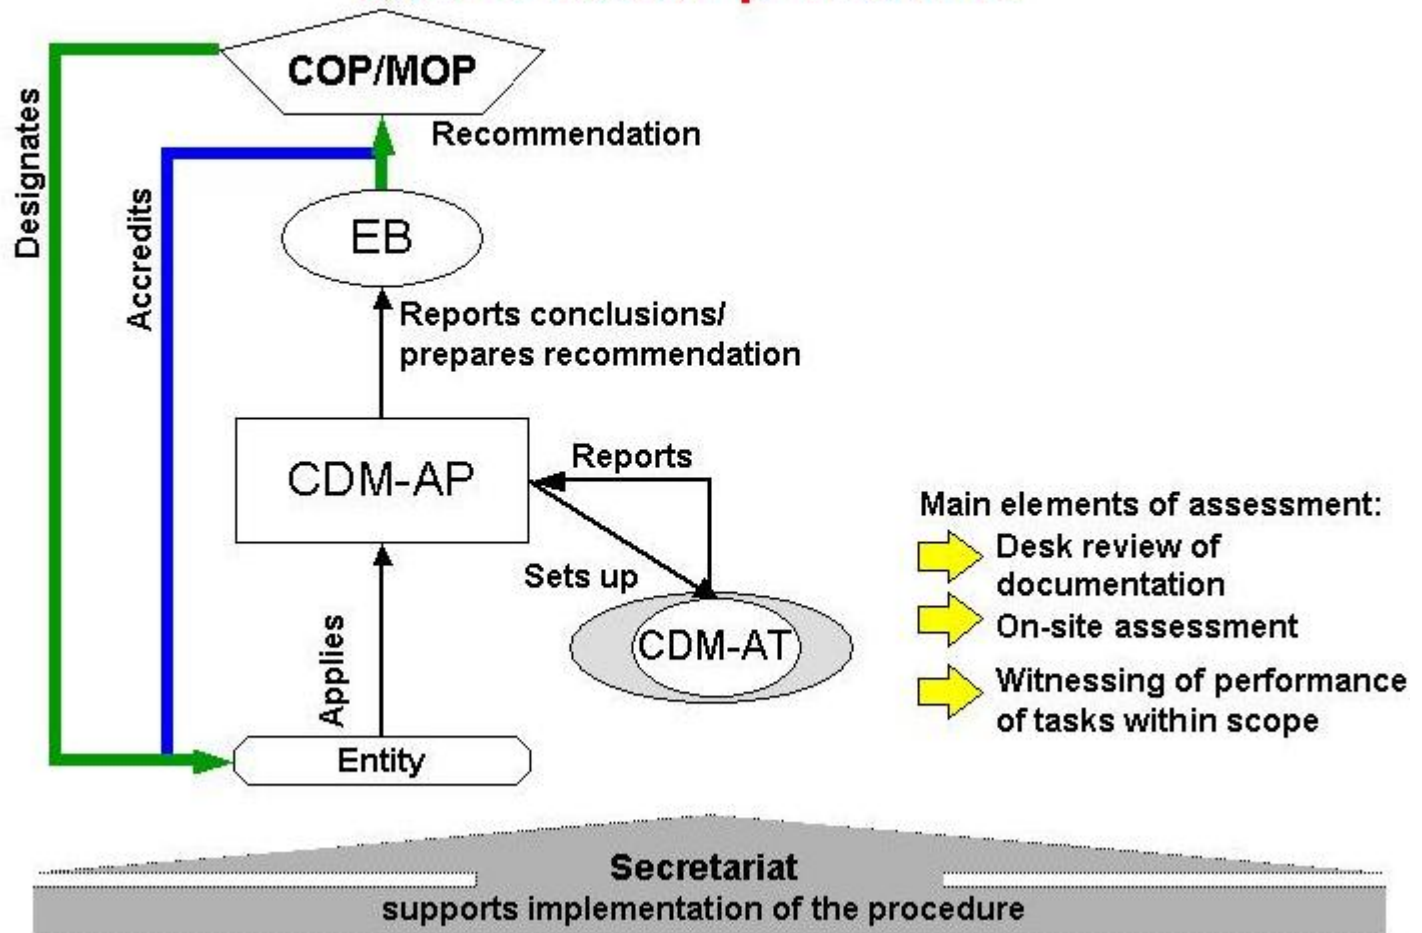 COP/MOP
Recommendation
Designates
Accredits
EB
Reports conclusions/
prepares recommendation
CDM-AP
Reports
Sets up
CDM-AT
Applies
Entity
Main elements of assessment:
Desk review of
documentation
On-site assessment
Witnessing of performance
of tasks within scope
Secretariat
supports implementation of the procedure